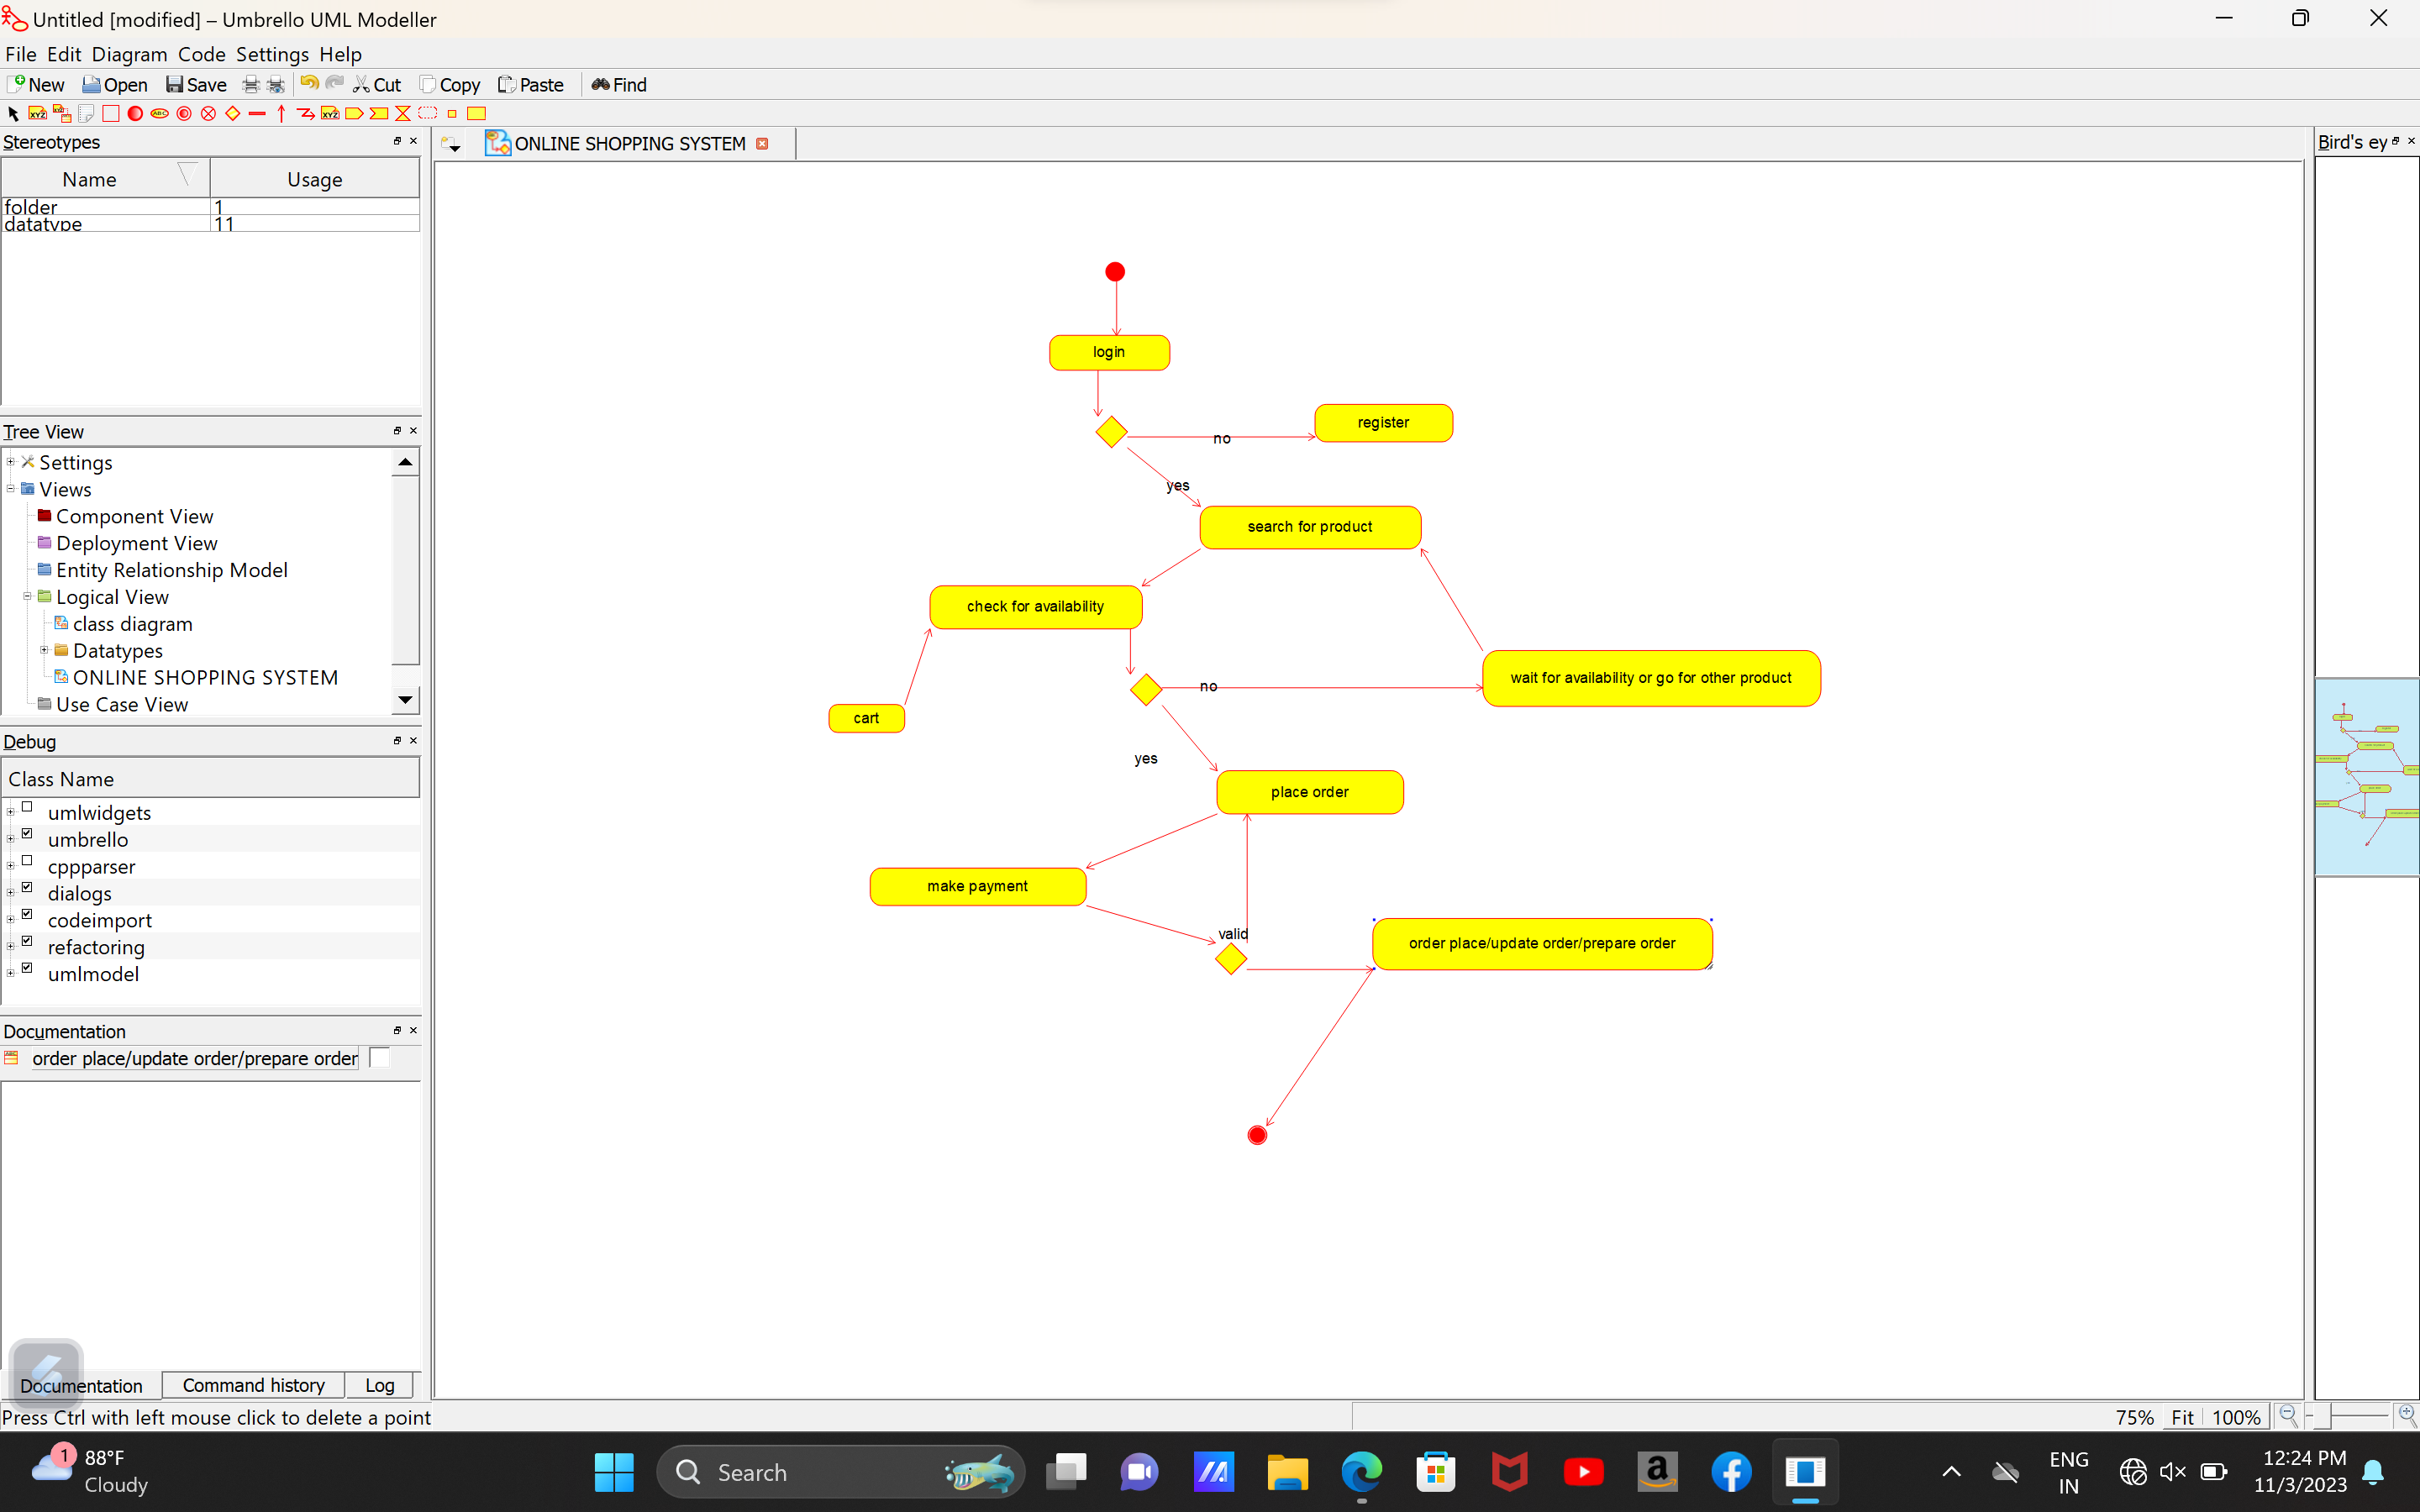 Untitled [modified] – Umbrello UML Modeller
File Edit Diagram Code Settings Help
New Open Save Cut Copy Paste Find
Stereotypes
Name Usage
folder 1
datatype 11
Tree View
Settings
Views
Component View
Deployment View
Entity Relationship Model
Logical View
class diagram
Datatypes
ONLINE SHOPPING SYSTEM
Use Case View
Debug
Class Name
umlwidgets
umbrello
cppparser
dialogs
codeimport
refactoring
umlmodel
Documentation
order place/update order/prepare order
Documentation Command history Log
Press Ctrl with left mouse click to delete a point
ONLINE SHOPPING SYSTEM
login
register
no
yes
search for product
check for availability
wait for availability or go for other product
no
cart
yes
place order
make payment
valid
order place/update order/prepare order
Bird's ey
75% Fit 100%
1
88°F
Cloudy
Search
ENG
IN
12:24 PM
11/3/2023